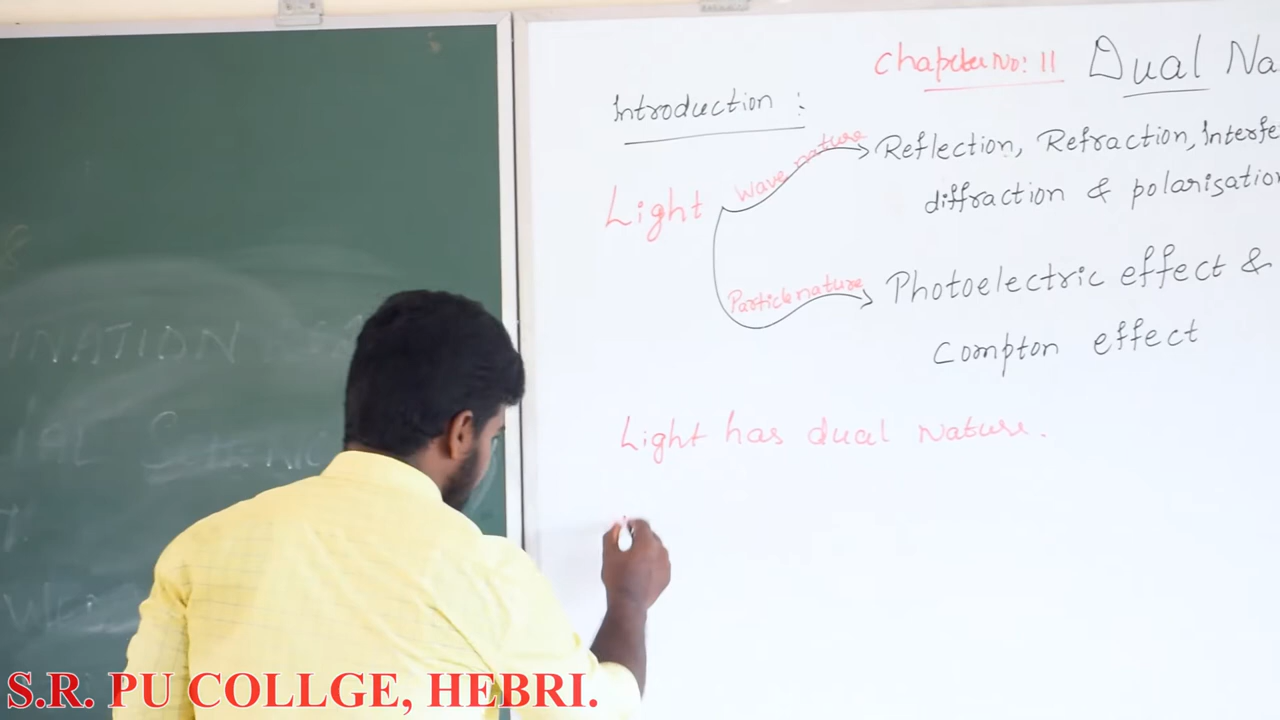 Chapter No: 11 Dual Na
Introduction :
Light
Wave nature
Reflection, Refraction, Interfe
diffraction & polarisation
Particle nature
Photoelectric effect &
Compton effect
Light has dual Nature.
INATION
S.R. PU COLLGE, HEBRI.